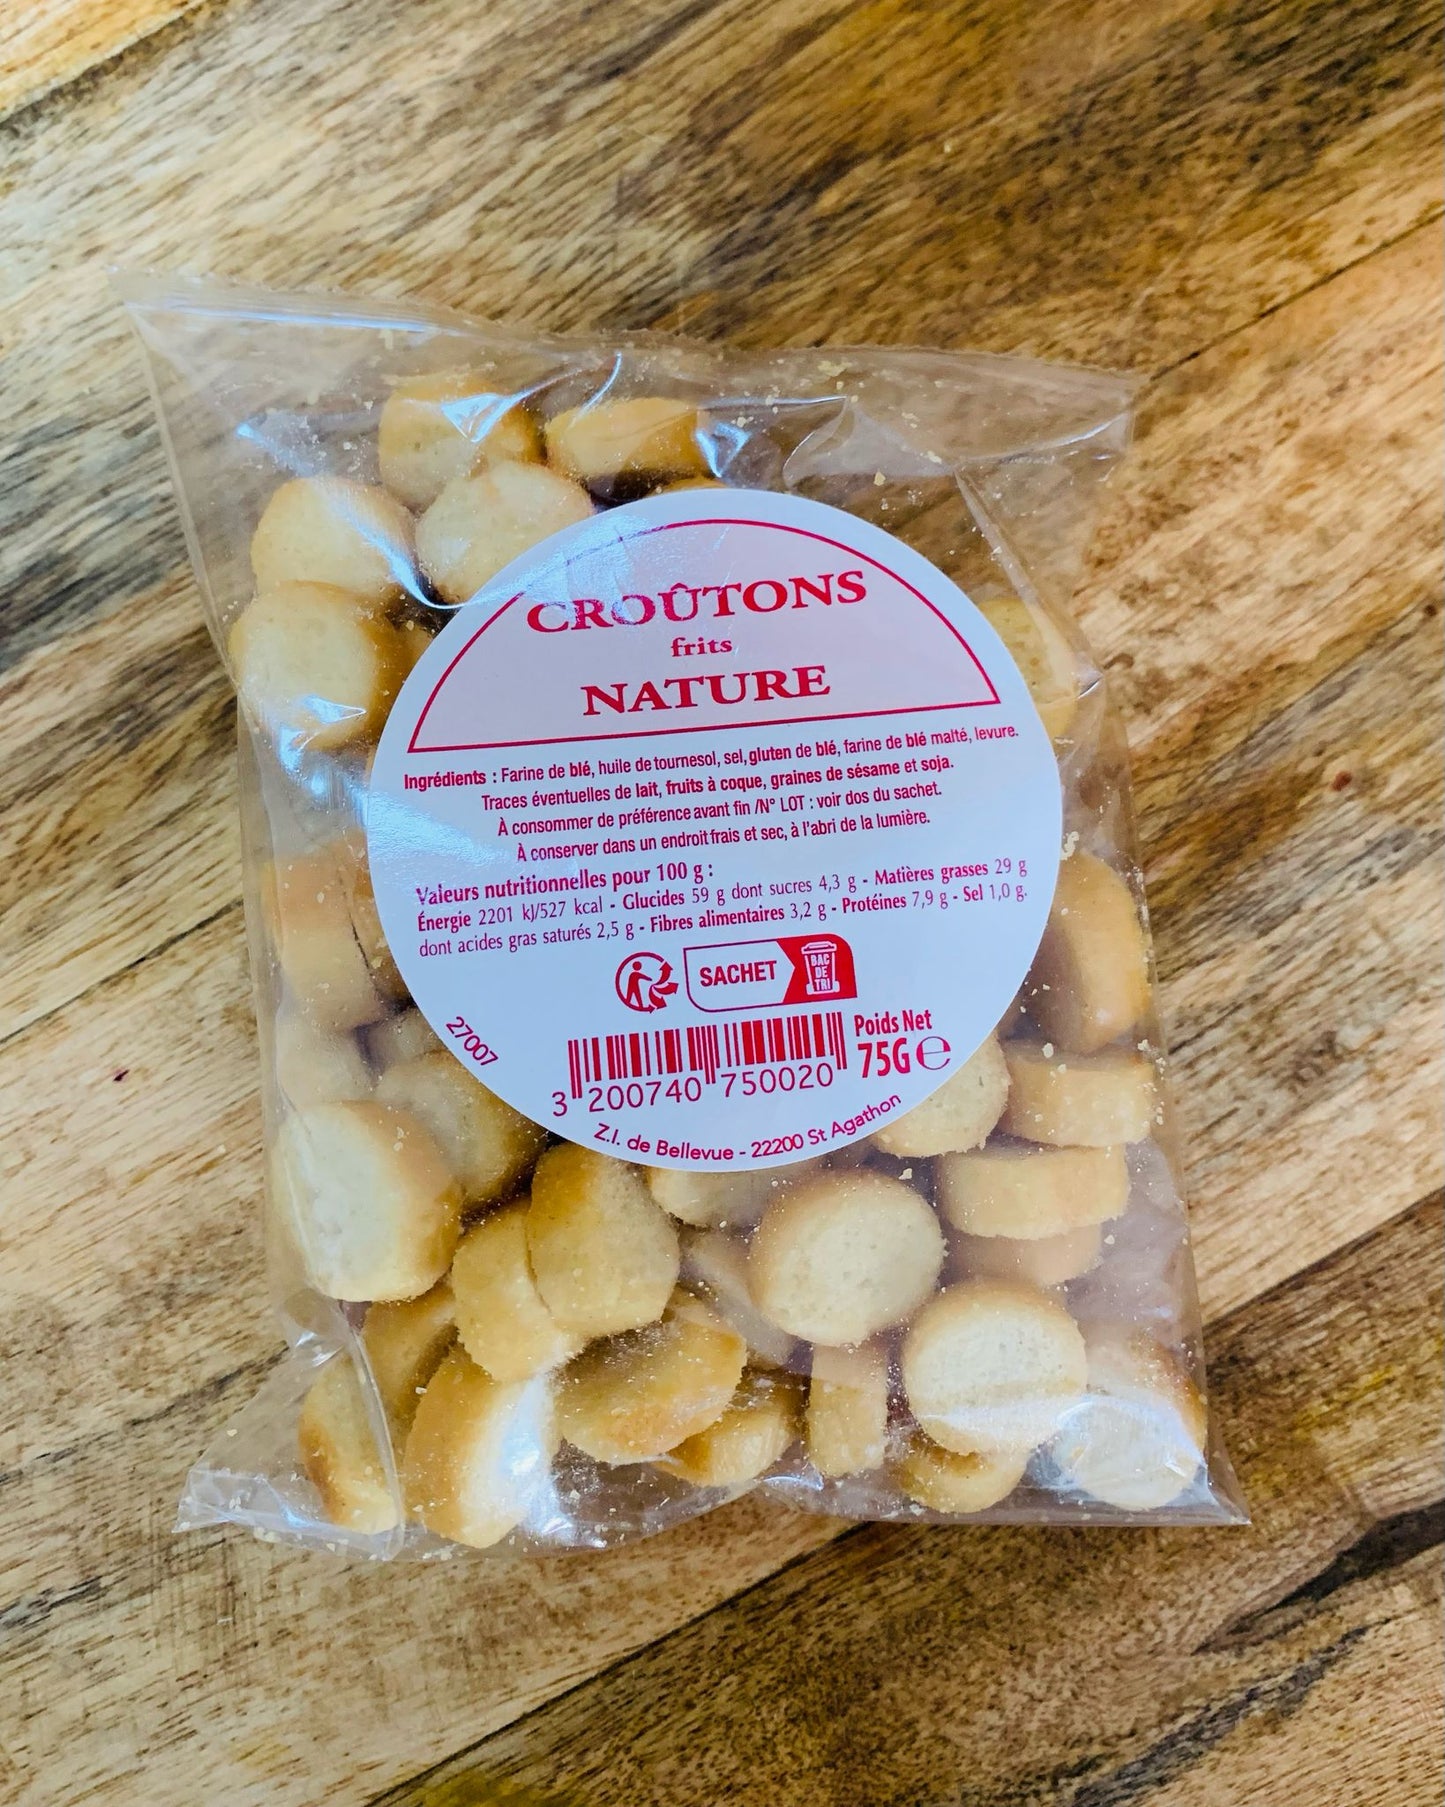 CROÛTONS
frits
NATURE
Ingrédients : Farine de blé, huile de tournesol, sel, gluten de blé, farine de blé malté, levure.
Traces éventuelles de lait, fruits à coque, graines de sésame et soja.
À consommer de préférence avant fin /N° LOT : voir dos du sachet.
À conserver dans un endroit frais et sec, à l'abri de la lumière.
Valeurs nutritionnelles pour 100 g :
Énergie 2201 kJ/527 kcal - Glucides 59 g dont sucres 4,3 g - Matières grasses 29 g
dont acides gras saturés 2,5 g - Fibres alimentaires 3,2 g - Protéines 7,9 g - Sel 1,0 g.
SACHET
BAC
DE
TRI
27007
Poids Net
75G e
3 200740 750020
Z.I. de Bellevue - 22200 St Agathon